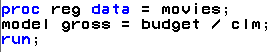 proc reg data = movies;
model gross = budget / clm;
run;